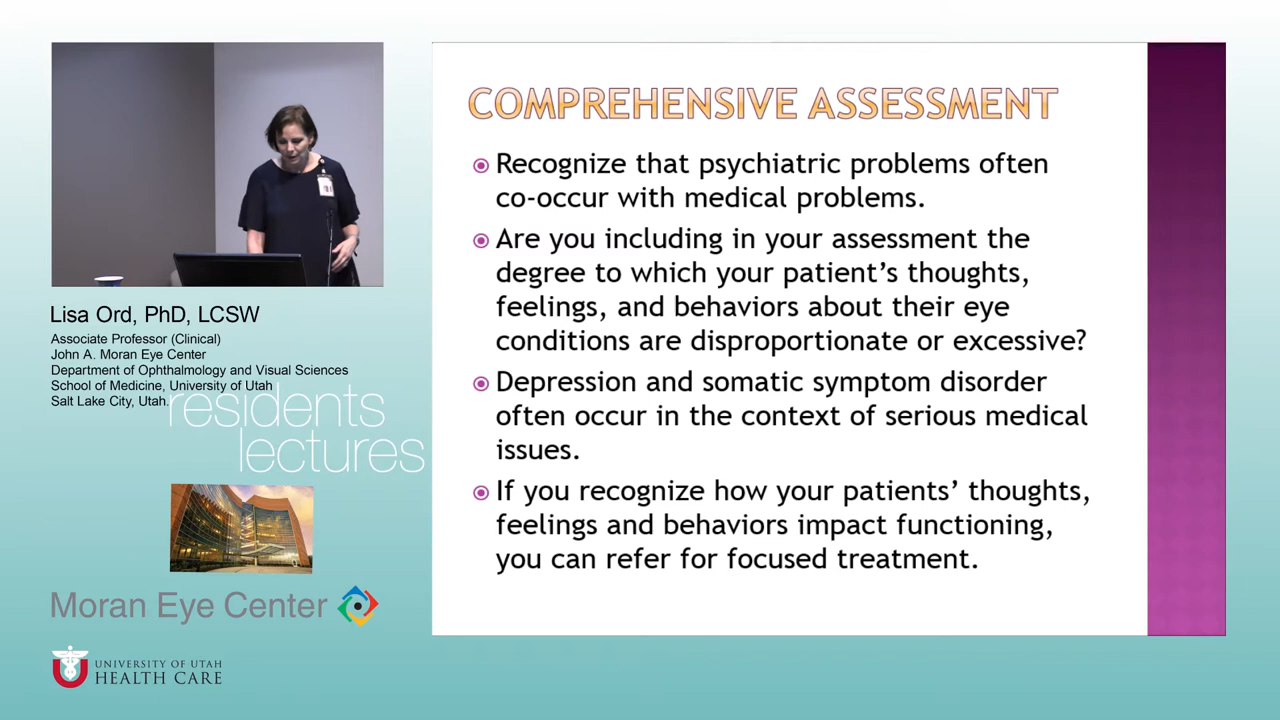 COMPREHENSIVE ASSESSMENT
Recognize that psychiatric problems often
co-occur with medical problems.
Are you including in your assessment the
degree to which your patient's thoughts,
feelings, and behaviors about their eye
conditions are disproportionate or excessive?
Depression and somatic symptom disorder
often occur in the context of serious medical
issues.
If you recognize how your patients' thoughts,
feelings and behaviors impact functioning,
you can refer for focused treatment.
Lisa Ord, PhD, LCSW
Associate Professor (Clinical)
John A. Moran Eye Center
Department of Ophthalmology and Visual Sciences
School of Medicine, University of Utah
Salt Lake City, Utah.
residents
lectures
Moran Eye Center
UNIVERSITY OF UTAH
HEALTH CARE